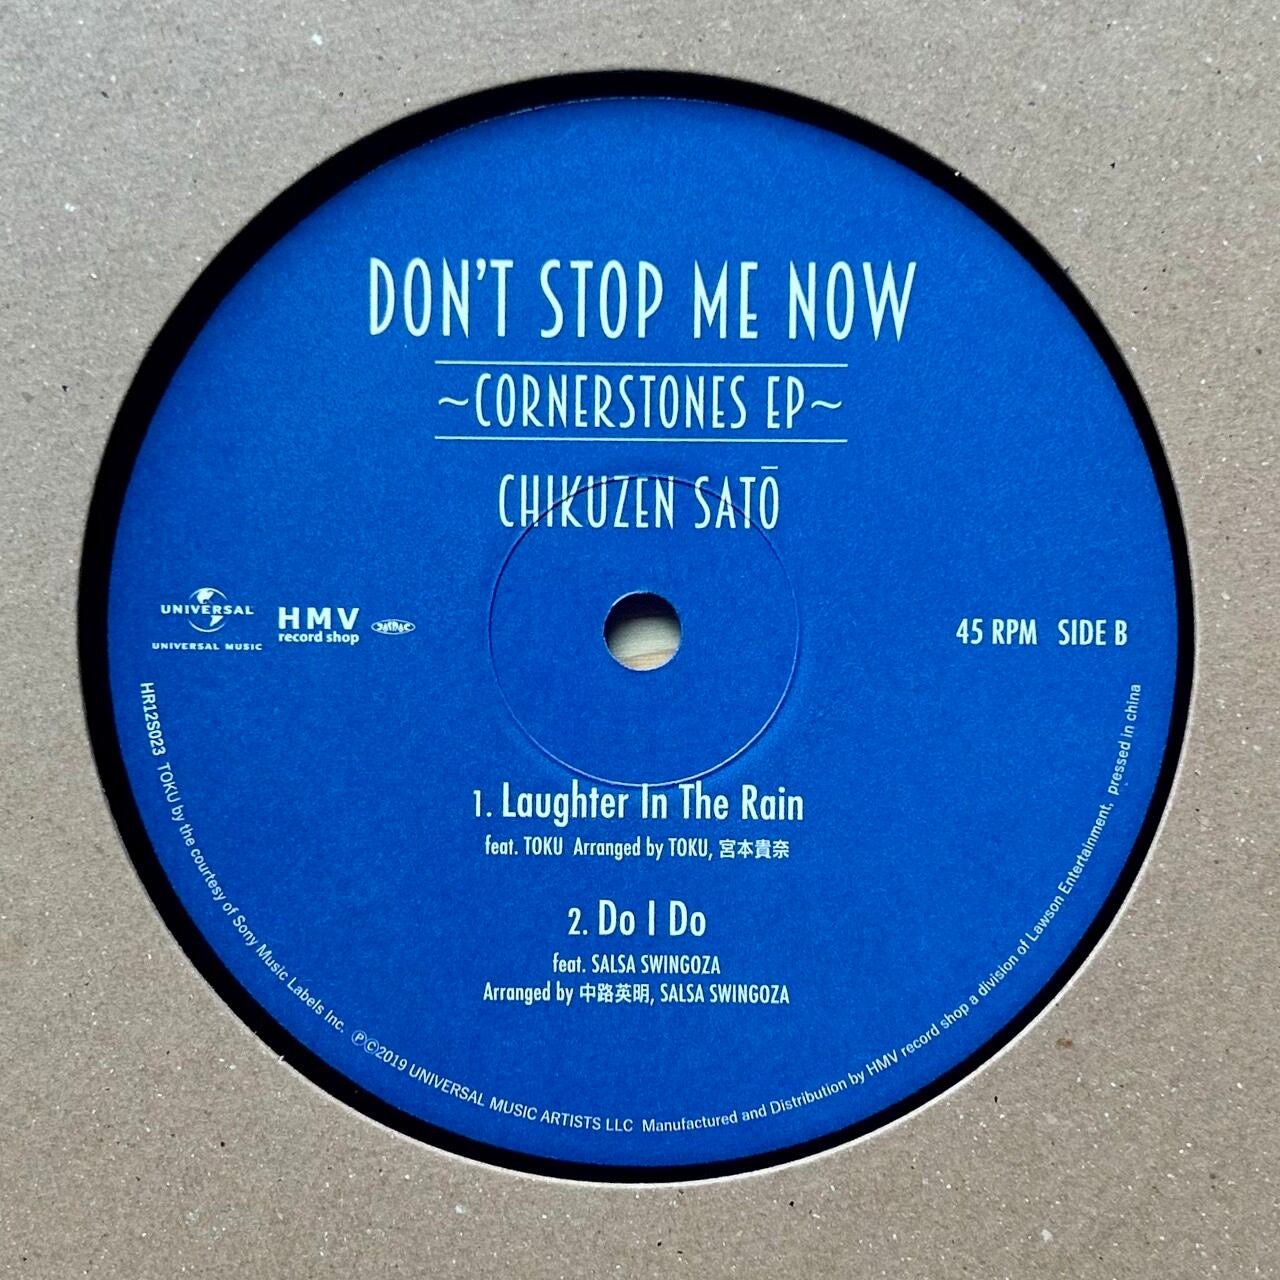 DON'T STOP ME NOW
~CORNERSTONES EP~
CHIKUZEN SATŌ
UNIVERSAL
UNIVERSAL MUSIC
HMV
record shop
JASRAC
45 RPM SIDE B
1. Laughter In The Rain
feat. TOKU Arranged by TOKU, 宮本貴奈
2. Do I Do
feat. SALSA SWINGOZA
Arranged by 中路英明, SALSA SWINGOZA
HR12S023 TOKU by the courtesy of Sony Music Labels Inc. ℗©2019 UNIVERSAL MUSIC ARTISTS LLC Manufactured and Distribution by HMV record shop a division of Lawson Entertainment, pressed in china